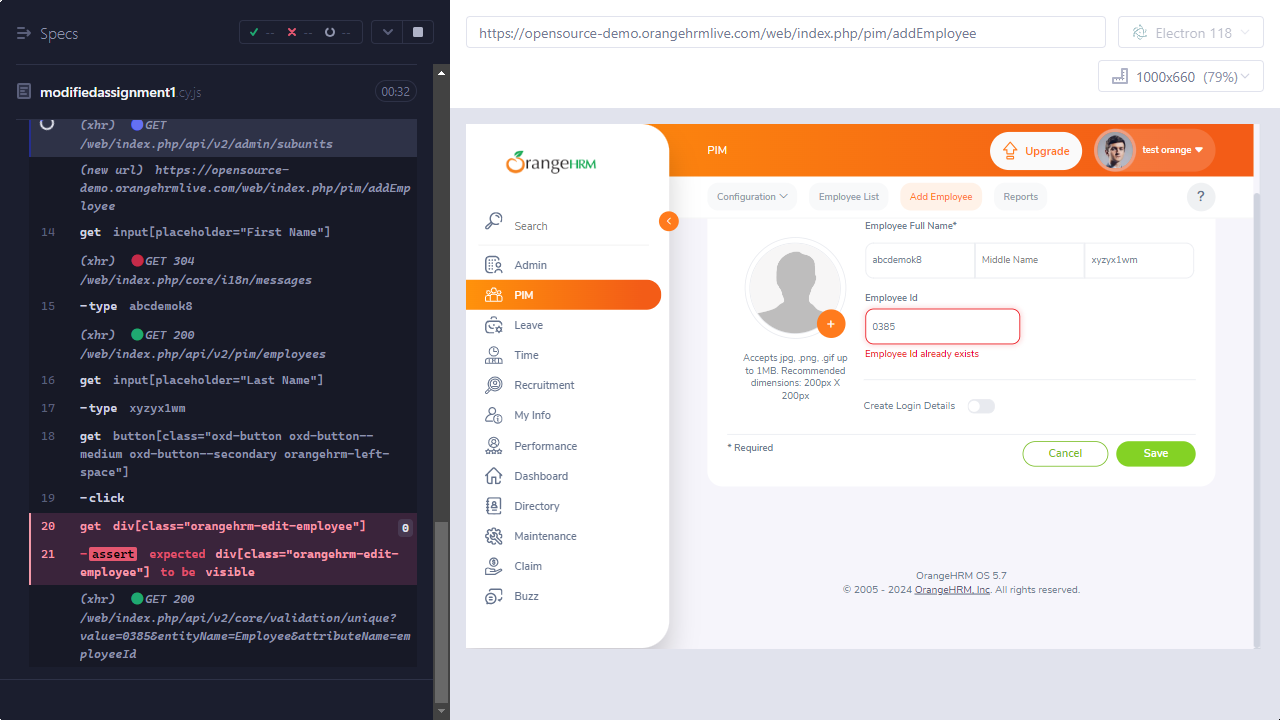 Specs
-- -- --
modifiedassignment1.cy.js
00:32
(xhr) GET
/web/index.php/api/v2/admin/subunits
(new url) https://opensource-
demo.orangehrmlive.com/web/index.php/pim/addEmp
loyee
14 get input[placeholder="First Name"]
(xhr) GET 304
/web/index.php/core/i18n/messages
15 -type abcdemok8
(xhr) GET 200
/web/index.php/api/v2/pim/employees
16 get input[placeholder="Last Name"]
17 -type xyzyx1wm
18 get button[class="oxd-button oxd-button--
medium oxd-button--secondary orangehrm-left-
space"]
19 -click
20 get div[class="orangehrm-edit-employee"] 0
21 -assert expected div[class="orangehrm-edit-
employee"] to be visible
(xhr) GET 200
/web/index.php/api/v2/core/validation/unique?
value=0385&entityName=Employee&attributeName=em
ployeeId
https://opensource-demo.orangehrmlive.com/web/index.php/pim/addEmployee
Electron 118
1000x660 (79%)
OrangeHRM
Search
Admin
PIM
Leave
Time
Recruitment
My Info
Performance
Dashboard
Directory
Maintenance
Claim
Buzz
PIM
Upgrade
test orange
Configuration
Employee List
Add Employee
Reports
?
Employee Full Name*
abcdemok8
Middle Name
xyzyx1wm
Employee Id
0385
Employee Id already exists
+
Accepts jpg, .png, .gif up
to 1MB. Recommended
dimensions: 200px X
200px
Create Login Details
* Required
Cancel
Save
OrangeHRM OS 5.7
© 2005 - 2024 OrangeHRM, Inc. All rights reserved.